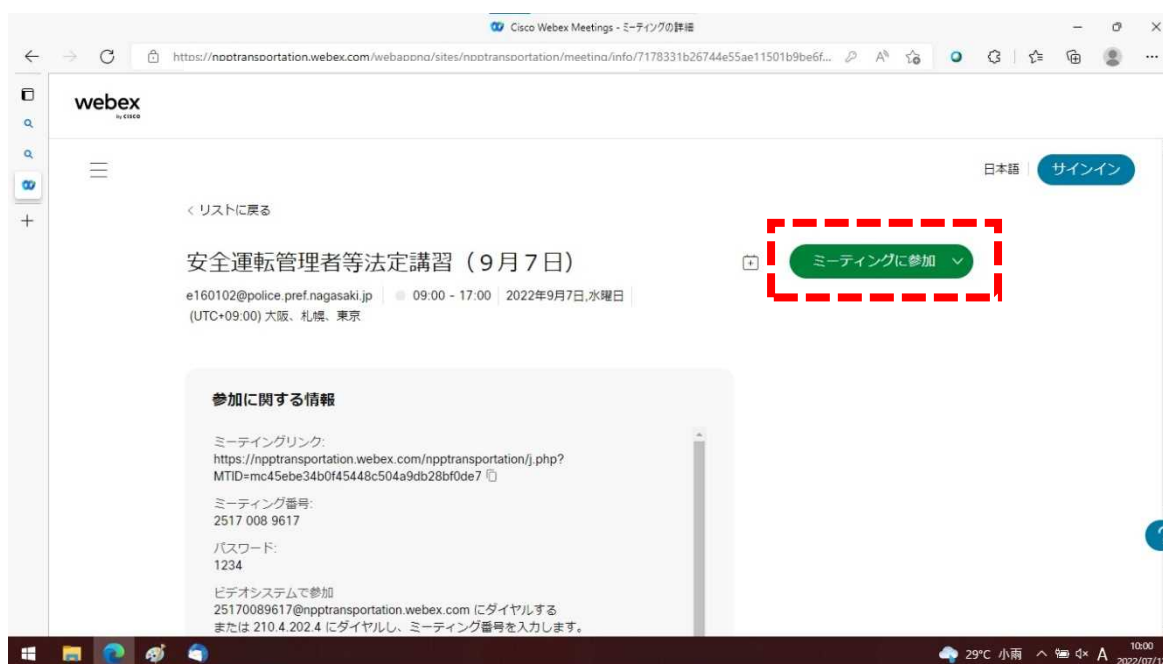 Cisco Webex Meetings - ミーティングの詳細
https://npptransportation.webex.com/webappng/sites/npptransportation/meeting/info/7178331b26744e55ae11501b9be6f...
webex
by CISCO
日本語
サインイン
< リストに戻る
安全運転管理者等法定講習(9月7日)
ミーティングに参加
e160102@police.pref.nagasaki.jp 09:00 - 17:00 2022年9月7日,水曜日
(UTC+09:00) 大阪、札幌、東京
参加に関する情報
ミーテイングリンク:
https://npptransportation.webex.com/npptransportation/j.php?
MTID=mc45ebe34b0f45448c504a9db28bf0de7
ミーティング番号:
2517 008 9617
パスワード:
1234
ビデオシステムで参加
25170089617@npptransportation.webex.com にダイヤルする
または 210.4.202.4 にダイヤルし、ミーティング番号を入力します。
29°C 小雨 A 10:00
2022/07/1